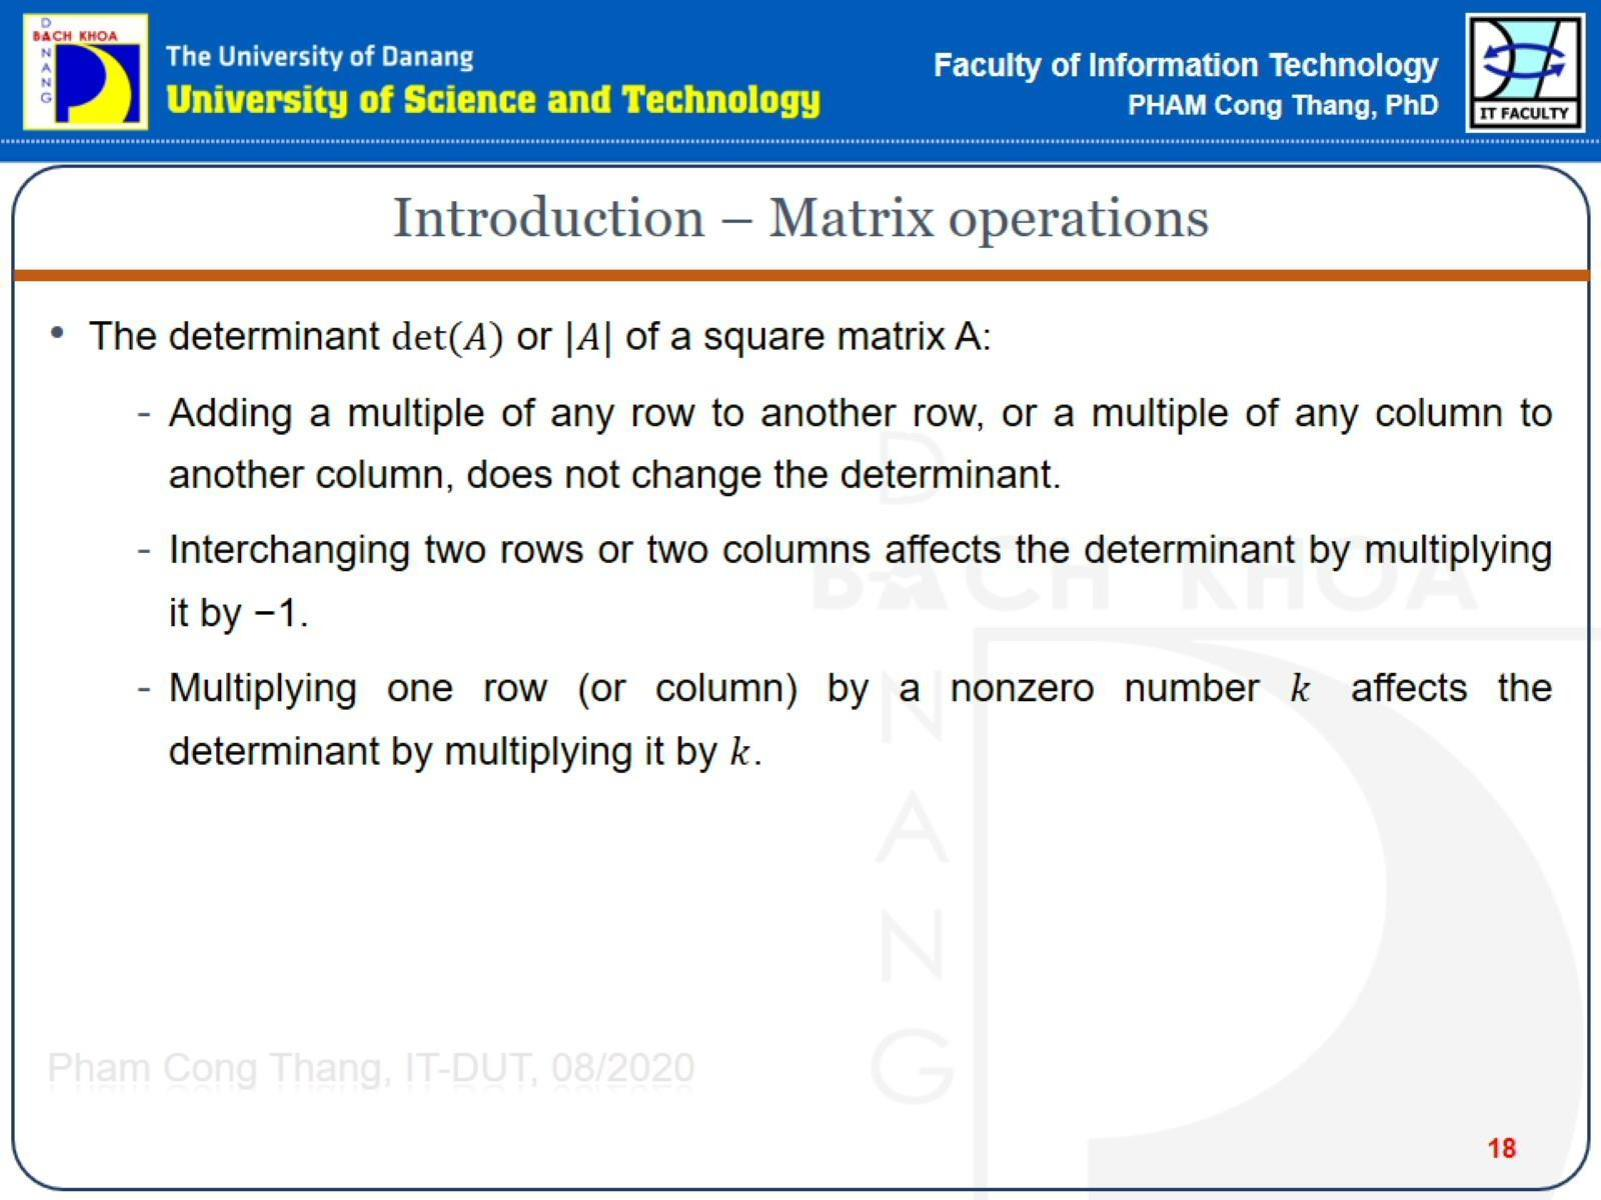 D
BACH KHOA
N
A
N
G
The University of Danang
University of Science and Technology
Faculty of Information Technology
PHAM Cong Thang, PhD
IT FACULTY
Introduction – Matrix operations
• The determinant det(A) or |A| of a square matrix A:
- Adding a multiple of any row to another row, or a multiple of any column to
another column, does not change the determinant.
- Interchanging two rows or two columns affects the determinant by multiplying
it by −1.
- Multiplying one row (or column) by a nonzero number k affects the
determinant by multiplying it by k.
D
BACH KHOA
N
A
N
G
Pham Cong Thang, IT-DUT, 08/2020
18